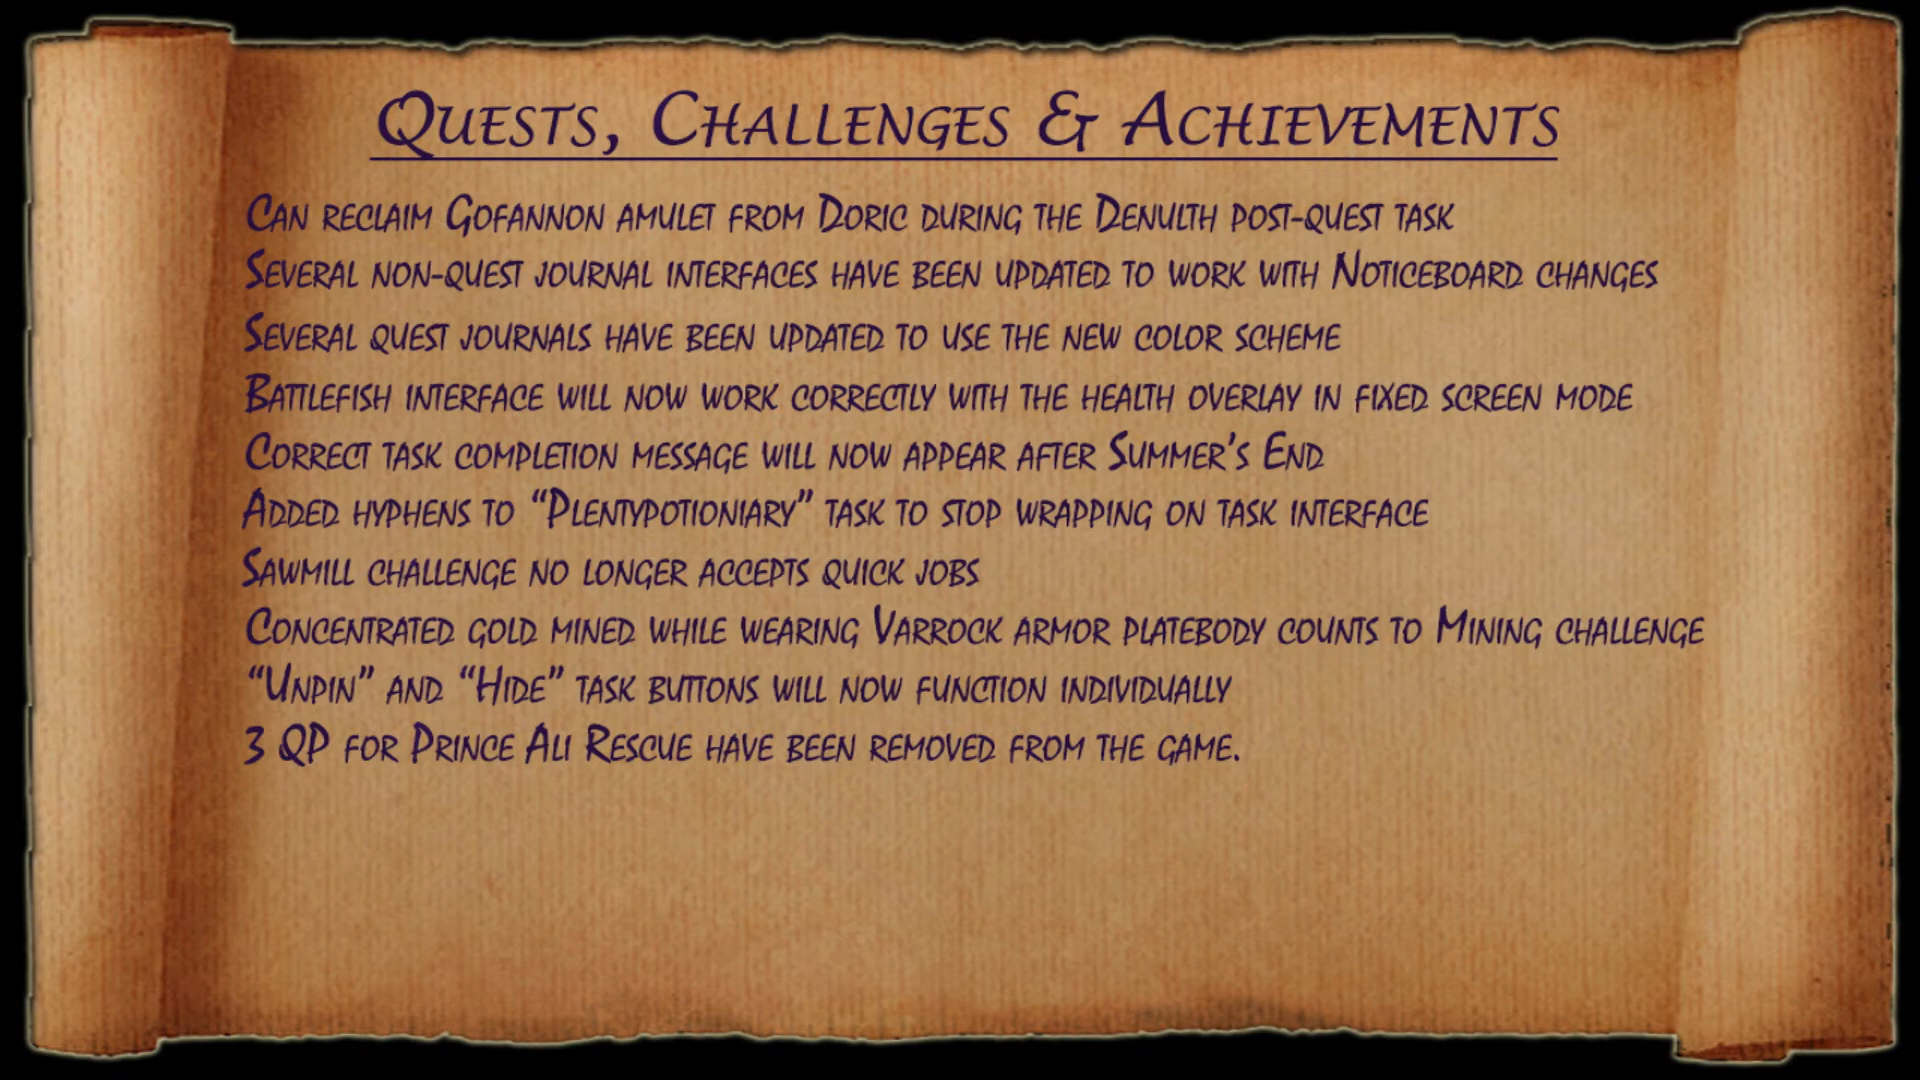 Quests, Challenges & Achievements
Can reclaim Gofannon amulet from Doric during the Denulth post-quest task
Several non-quest journal interfaces have been updated to work with Noticeboard changes
Several quest journals have been updated to use the new color scheme
Battlefish interface will now work correctly with the health overlay in fixed screen mode
Correct task completion message will now appear after Summer's End
Added hyphens to “Plentypotioniary” task to stop wrapping on task interface
Sawmill challenge no longer accepts quick jobs
Concentrated gold mined while wearing Varrock armor platebody counts to Mining challenge
“Unpin” and “Hide” task buttons will now function individually
3 QP for Prince Ali Rescue have been removed from the game.